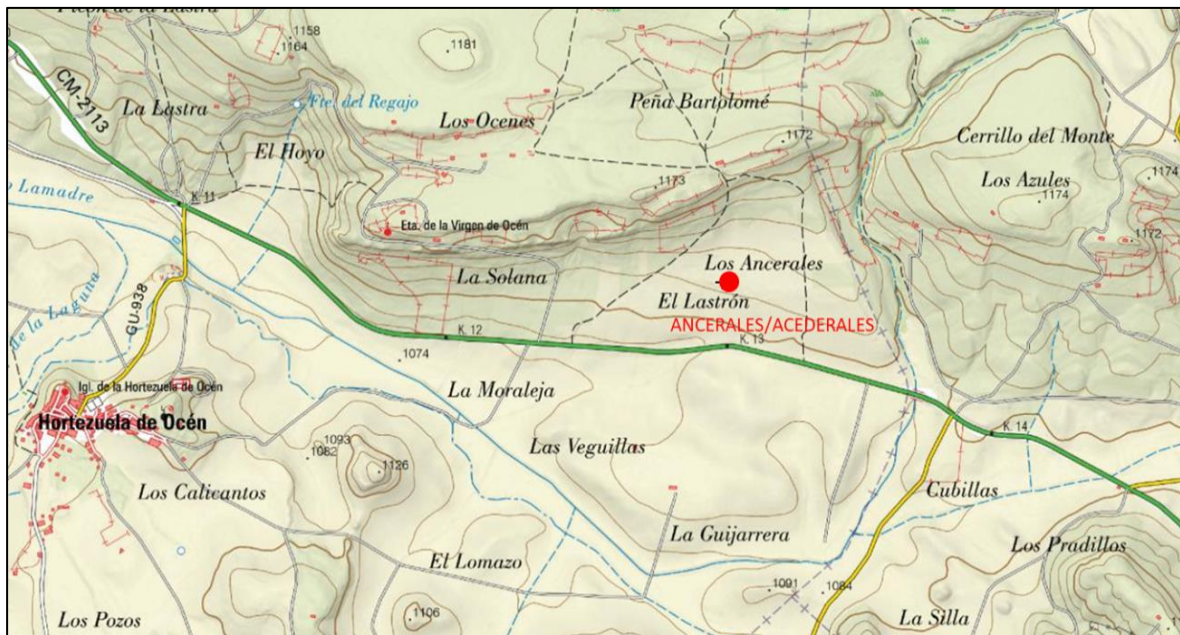 1158
1164
1181
CM-2113
La Lastra
Fte. del Regajo
Los Ocenes
Peña Bartolomé
1172
Cerrillo del Monte
El Hoyo
Los Azules
1174
1174
1173
Lamadre
K. 11
Eta. de la Virgen de Océn
1172
La Solana
Los Ancerales
El Lastrón
ANCERALES/ACEDERALES
de la Laguna
GU-938
K. 12
K. 13
1074
Igl. de la Hortezuela de Océn
La Moraleja
Hortezuela de Océn
K. 14
1093
1082
1126
Las Veguillas
Los Calicantos
Cubillas
La Guijarrera
Los Pradillos
El Lomazo
1091
1084
1106
Los Pozos
La Silla